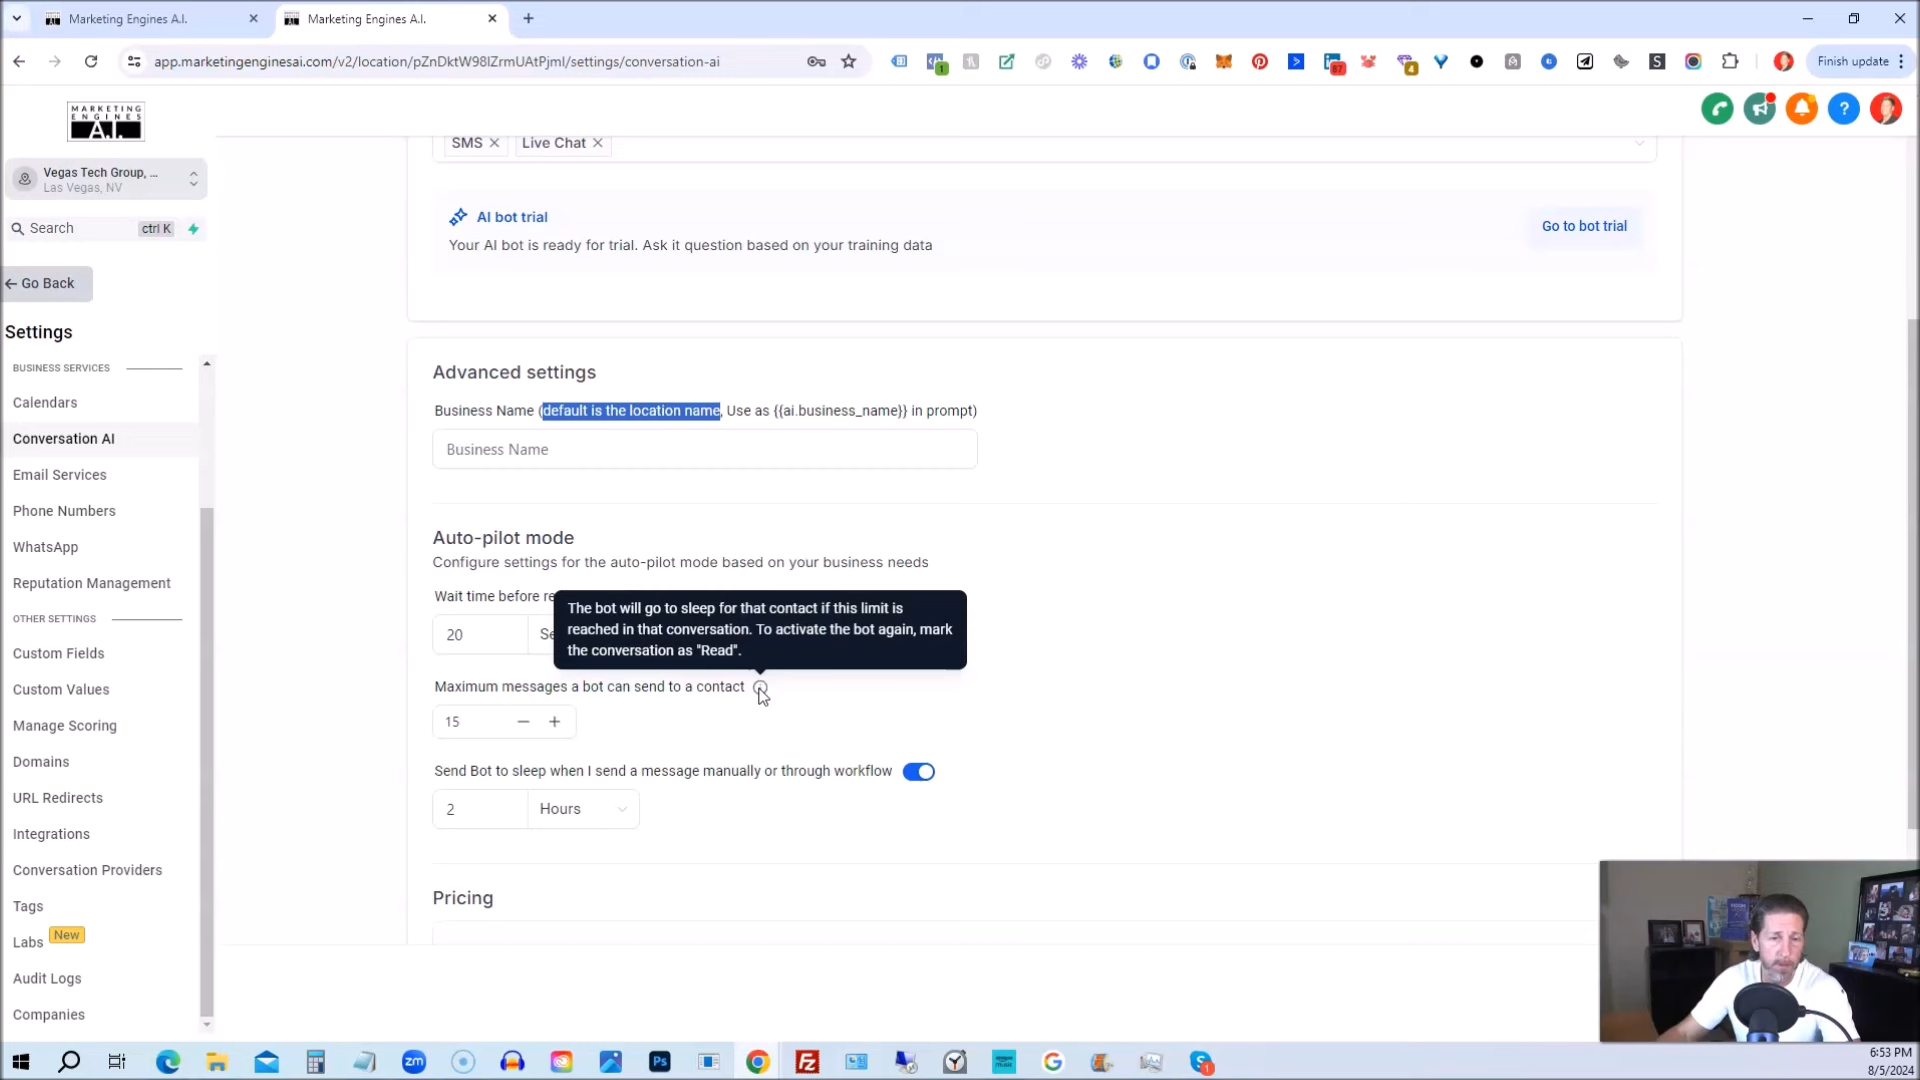 Marketing Engines A.I.
Marketing Engines A.I.
app.marketingenginesai.com/v2/location/pZnDktW98lZrmUAtPjml/settings/conversation-ai
1
87
4
S
Finish update
MARKETING
ENGINES
A.I.
Vegas Tech Group, ...
Las Vegas, NV
Search
ctrl K
Go Back
Settings
BUSINESS SERVICES
Calendars
Conversation AI
Email Services
Phone Numbers
WhatsApp
Reputation Management
OTHER SETTINGS
Custom Fields
Custom Values
Manage Scoring
Domains
URL Redirects
Integrations
Conversation Providers
Tags
Labs New
Audit Logs
Companies
SMS
Live Chat
AI bot trial
Your AI bot is ready for trial. Ask it question based on your training data
Go to bot trial
Advanced settings
Business Name (default is the location name, Use as {{ai.business_name}} in prompt)
Business Name
Auto-pilot mode
Configure settings for the auto-pilot mode based on your business needs
Wait time before re
20
Se
The bot will go to sleep for that contact if this limit is
reached in that conversation. To activate the bot again, mark
the conversation as "Read".
Maximum messages a bot can send to a contact
15
Send Bot to sleep when I send a message manually or through workflow
2
Hours
Pricing
zm
Ps
Fz
G
S
1
6:53 PM
8/5/2024